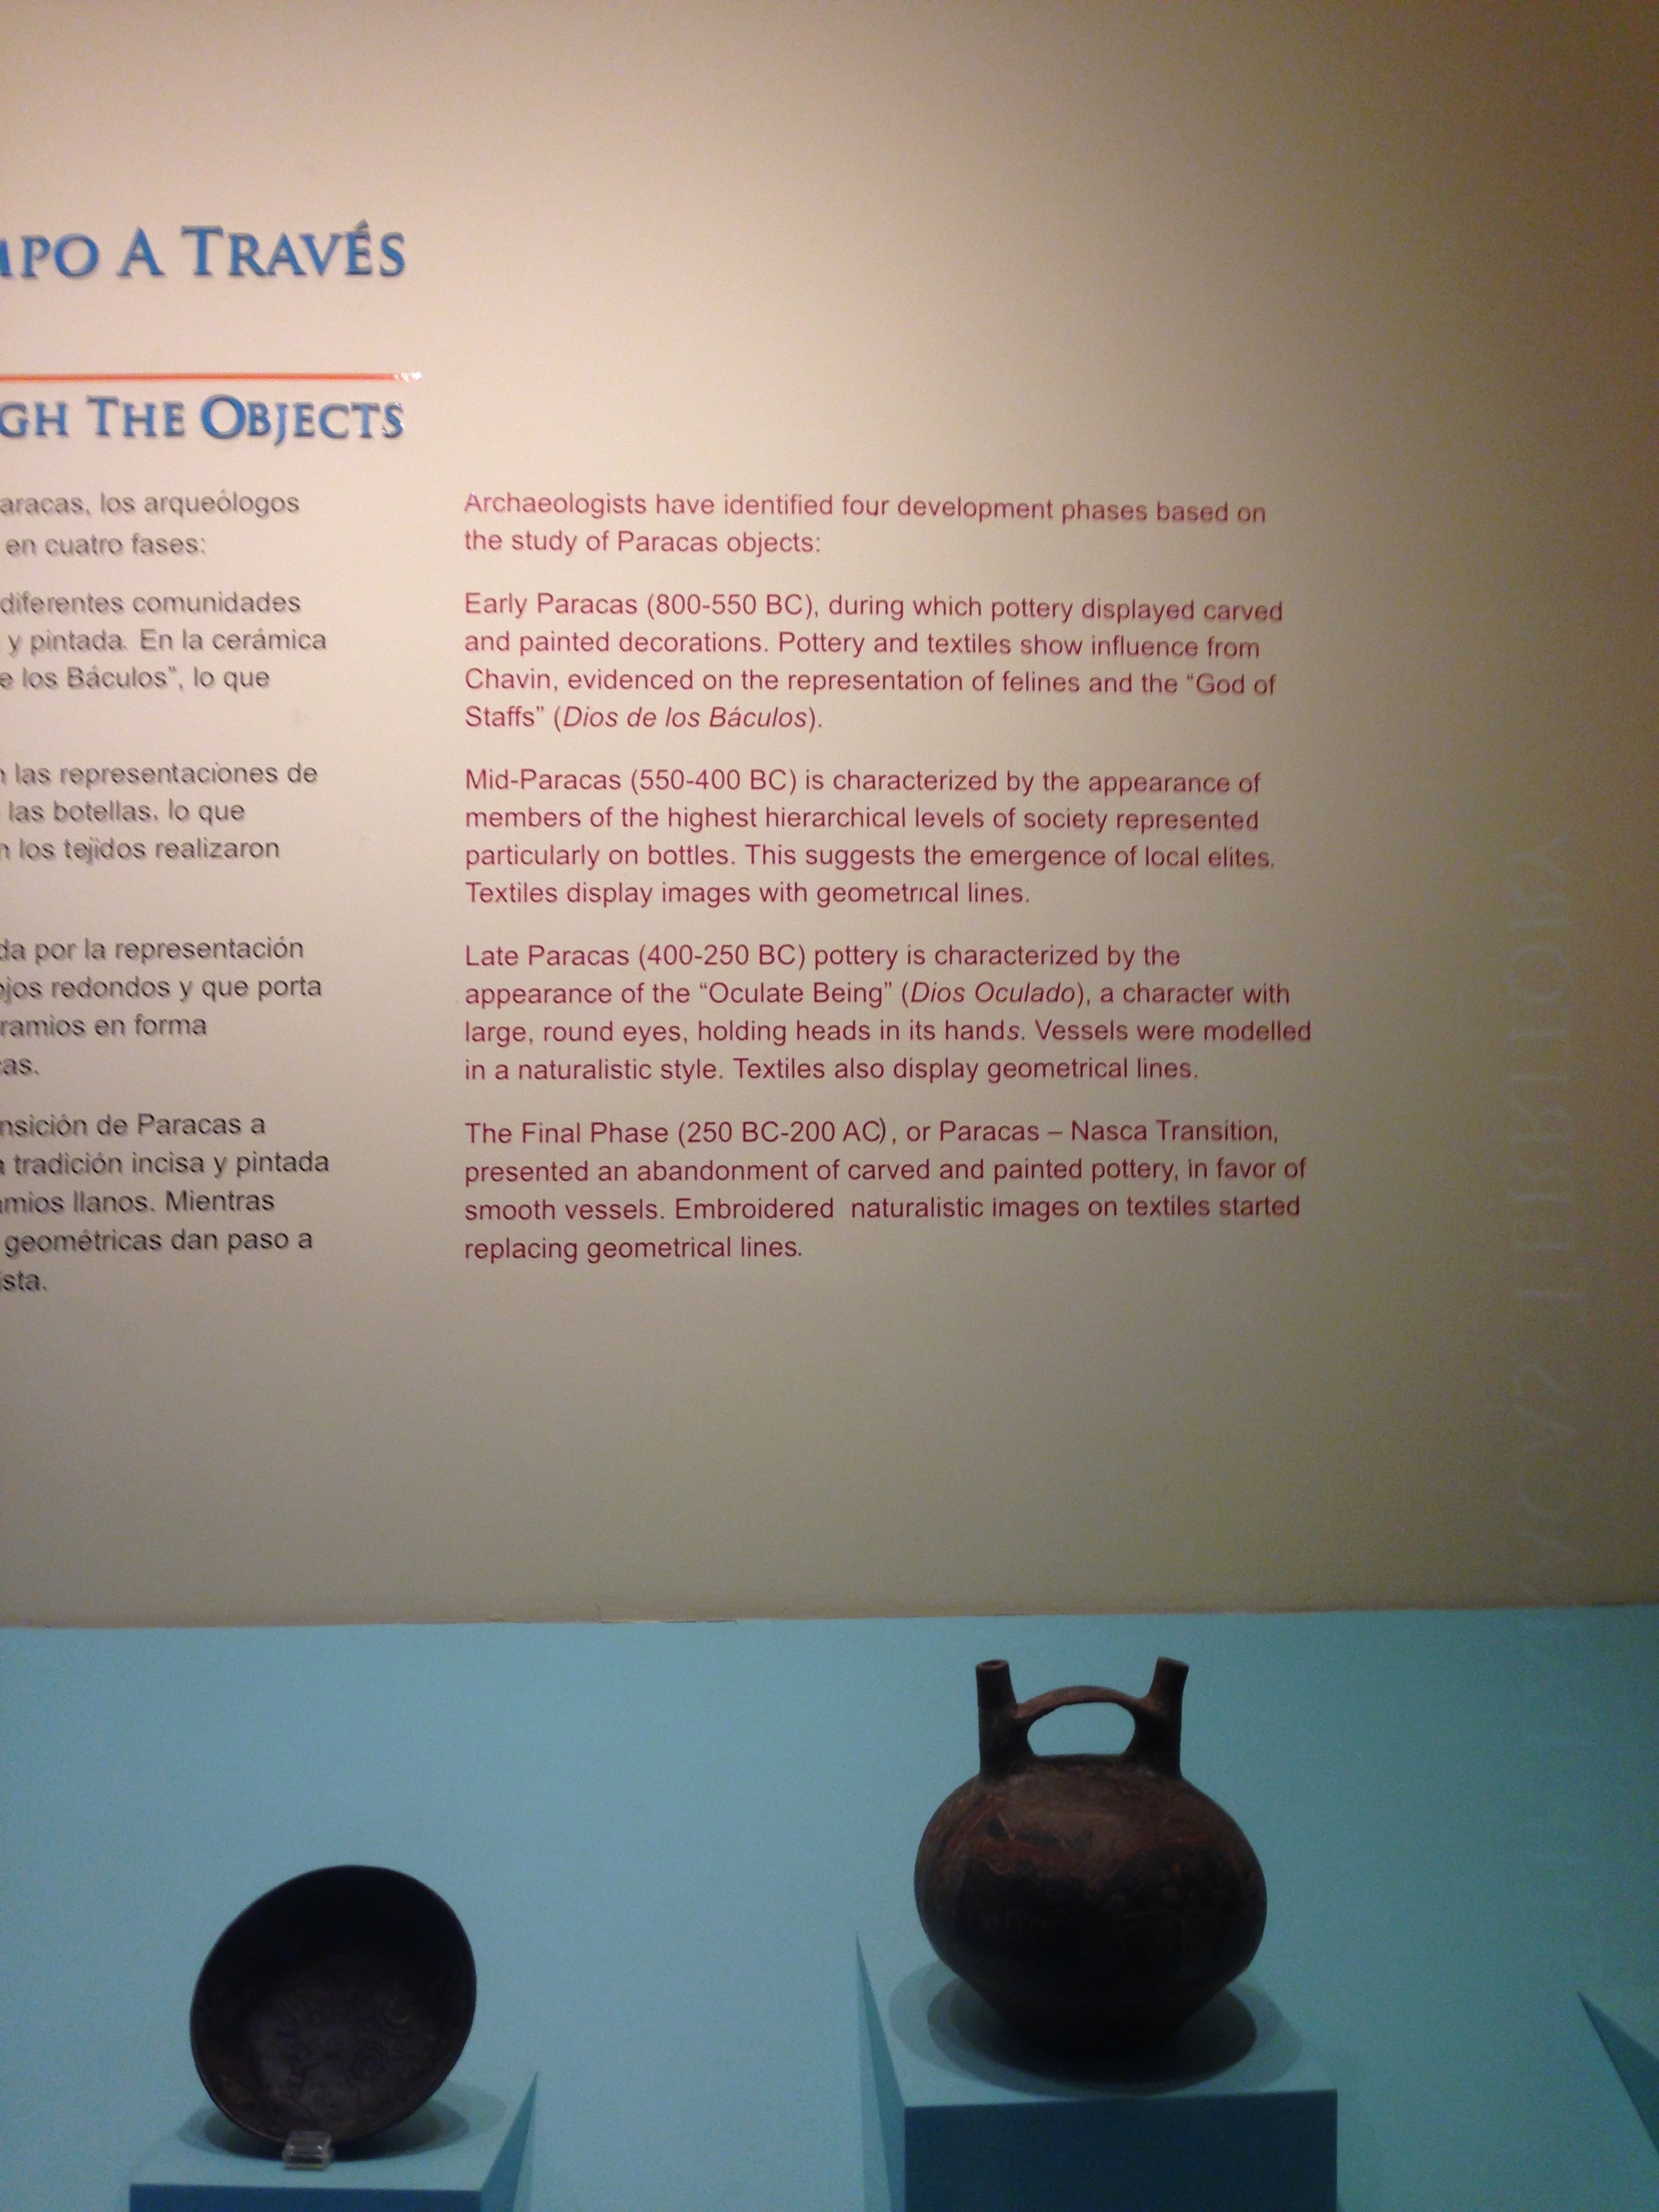 MPO A TRAVÉS
GH THE OBJECTS
aracas, los arqueólogos
en cuatro fases:
diferentes comunidades
y pintada. En la cerámica
e los Báculos”, lo que
n las representaciones de
las botellas, lo que
n los tejidos realizaron
da por la representación
ojos redondos y que porta
ramios en forma
cas.
nsición de Paracas a
a tradición incisa y pintada
amios llanos. Mientras
geométricas dan paso a
ista.
Archaeologists have identified four development phases based on
the study of Paracas objects:
Early Paracas (800-550 BC), during which pottery displayed carved
and painted decorations. Pottery and textiles show influence from
Chavin, evidenced on the representation of felines and the “God of
Staffs” (Dios de los Báculos).
Mid-Paracas (550-400 BC) is characterized by the appearance of
members of the highest hierarchical levels of society represented
particularly on bottles. This suggests the emergence of local elites.
Textiles display images with geometrical lines.
Late Paracas (400-250 BC) pottery is characterized by the
appearance of the “Oculate Being” (Dios Oculado), a character with
large, round eyes, holding heads in its hands. Vessels were modelled
in a naturalistic style. Textiles also display geometrical lines.
The Final Phase (250 BC-200 AC), or Paracas – Nasca Transition,
presented an abandonment of carved and painted pottery, in favor of
smooth vessels. Embroidered naturalistic images on textiles started
replacing geometrical lines.